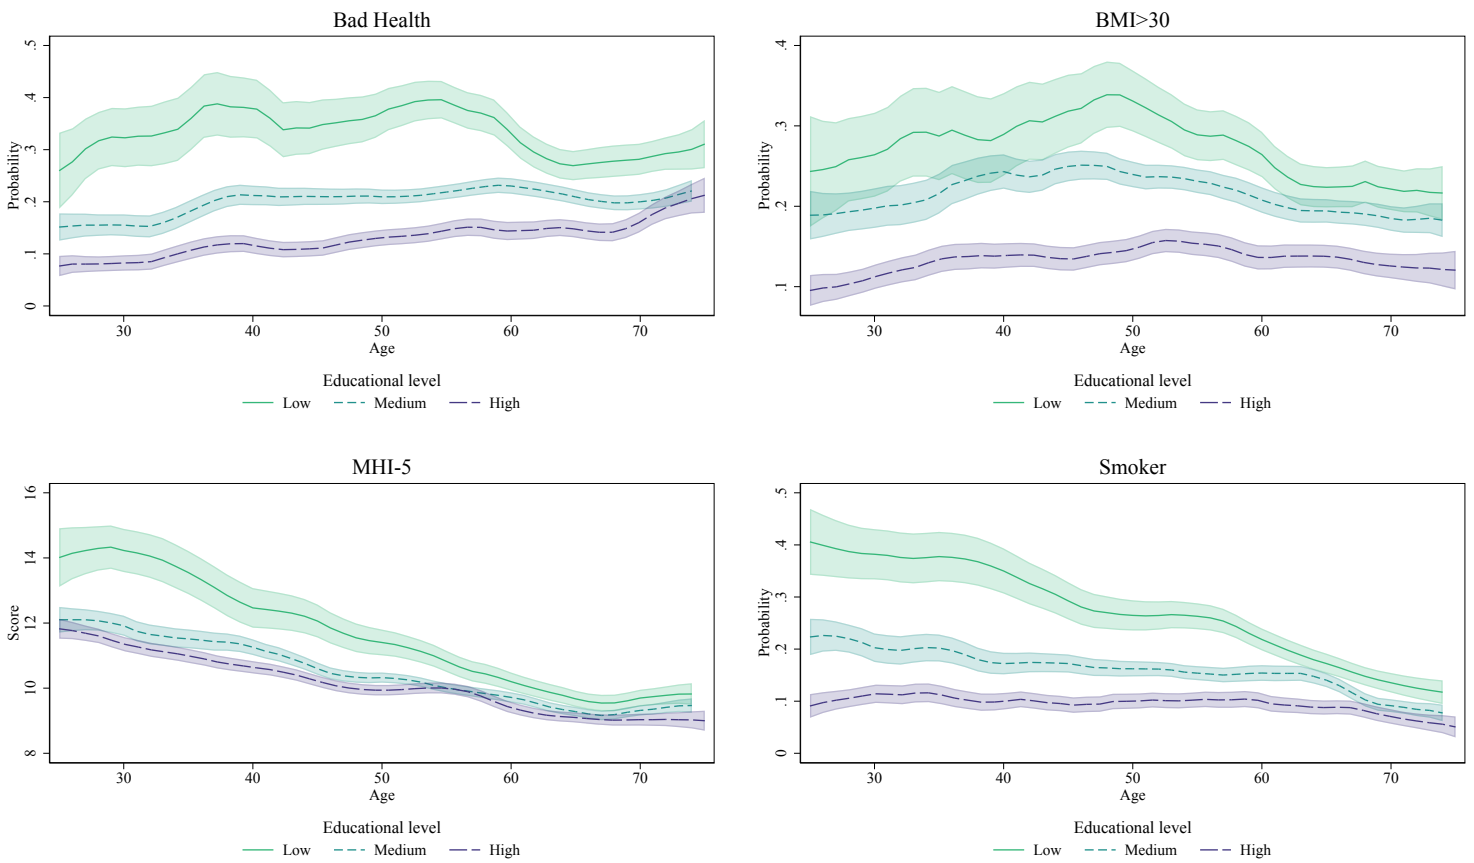 Bad Health
.5
.4
.3
.2
.1
0
Probability
30 40 50 60 70
Age
Educational level
Low Medium High
BMI>30
.4
.3
.2
.1
Probability
30 40 50 60 70
Age
Educational level
Low Medium High
MHI-5
16
14
12
10
8
Score
30 40 50 60 70
Age
Educational level
Low Medium High
Smoker
.5
.4
.3
.2
.1
0
Probability
30 40 50 60 70
Age
Educational level
Low Medium High